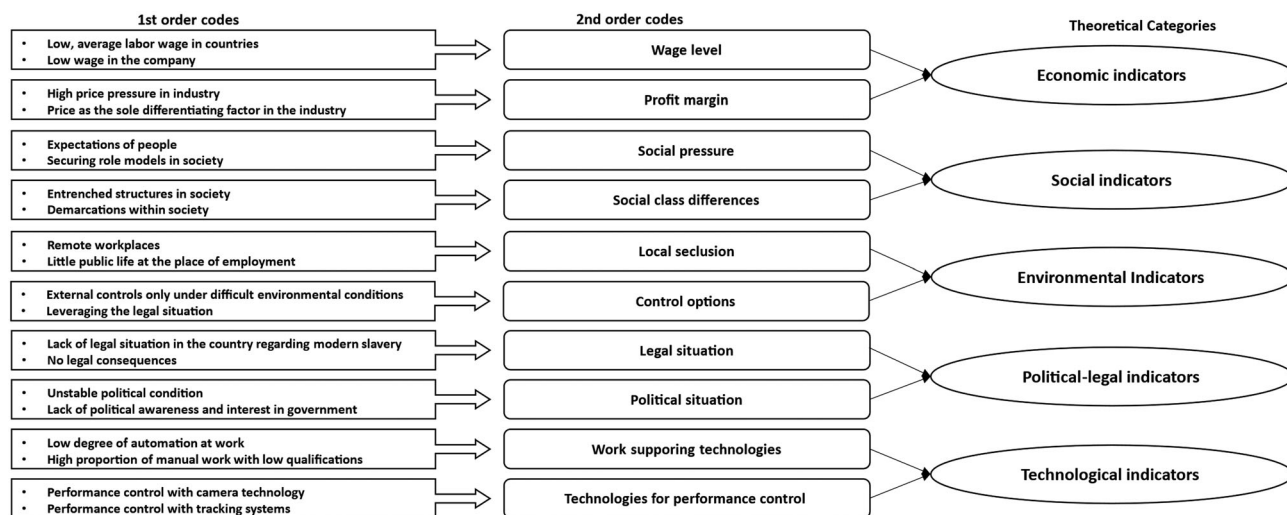 1st order codes
2nd order codes
Theoretical Categories
• Low, average labor wage in countries
• Low wage in the company
Wage level
Economic indicators
• High price pressure in industry
• Price as the sole differentiating factor in the industry
Profit margin
• Expectations of people
• Securing role models in society
Social pressure
Social indicators
• Entrenched structures in society
• Demarcations within society
Social class differences
• Remote workplaces
• Little public life at the place of employment
Local seclusion
Environmental Indicators
• External controls only under difficult environmental conditions
• Leveraging the legal situation
Control options
• Lack of legal situation in the country regarding modern slavery
• No legal consequences
Legal situation
Political-legal indicators
• Unstable political condition
• Lack of political awareness and interest in government
Political situation
• Low degree of automation at work
• High proportion of manual work with low qualifications
Work supporing technologies
Technological indicators
• Performance control with camera technology
• Performance control with tracking systems
Technologies for performance control